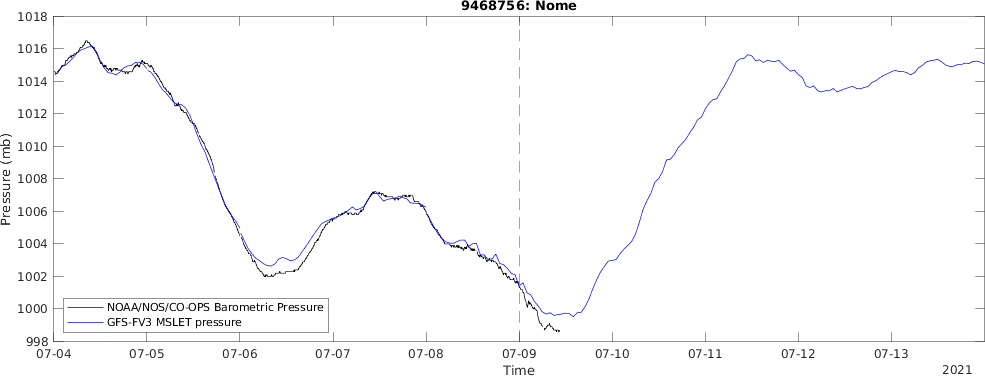 9468756: Nome
1018
1016
1014
1012
1010
1008
1006
1004
1002
1000
998
Pressure (mb)
NOAA/NOS/CO-OPS Barometric Pressure
GFS-FV3 MSLET pressure
07-04 07-05 07-06 07-07 07-08 07-09 07-10 07-11 07-12 07-13
Time
2021